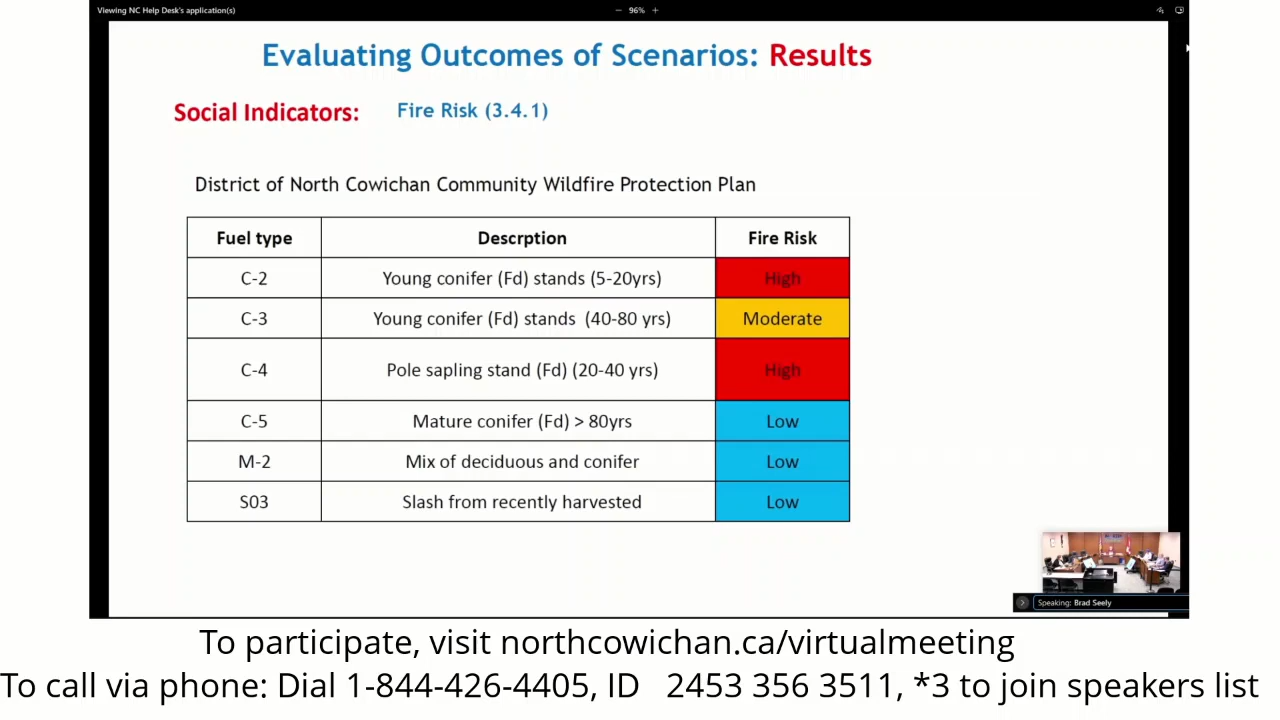 Viewing NC Help Desk's application(s)
− 96% +
Evaluating Outcomes of Scenarios: Results
Social Indicators: Fire Risk (3.4.1)
District of North Cowichan Community Wildfire Protection Plan
Fuel type Descrption Fire Risk
C-2 Young conifer (Fd) stands (5-20yrs) High
C-3 Young conifer (Fd) stands (40-80 yrs) Moderate
C-4 Pole sapling stand (Fd) (20-40 yrs) High
C-5 Mature conifer (Fd) > 80yrs Low
M-2 Mix of deciduous and conifer Low
S03 Slash from recently harvested Low
Speaking: Brad Seely
To participate, visit northcowichan.ca/virtualmeeting
To call via phone: Dial 1-844-426-4405, ID 2453 356 3511, *3 to join speakers list